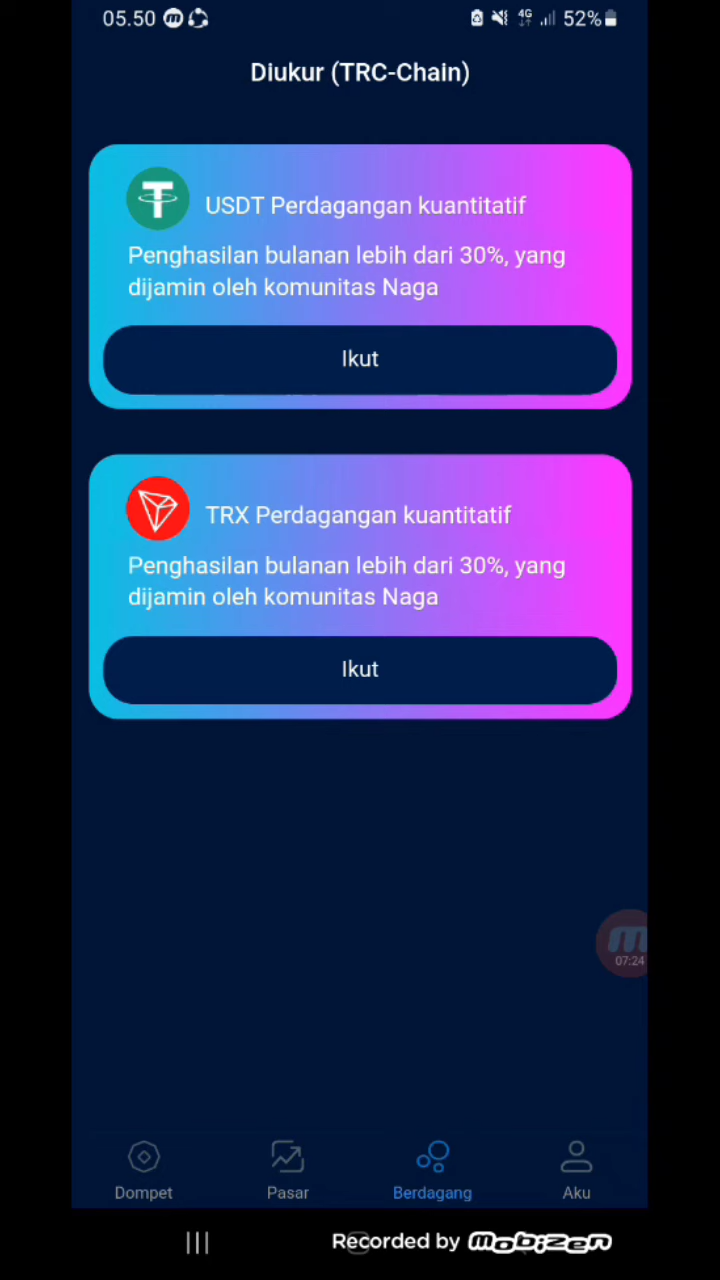 05.50
4G
52%
Diukur (TRC-Chain)
USDT Perdagangan kuantitatif
Penghasilan bulanan lebih dari 30%, yang
dijamin oleh komunitas Naga
Ikut
TRX Perdagangan kuantitatif
Penghasilan bulanan lebih dari 30%, yang
dijamin oleh komunitas Naga
Ikut
07:24
Dompet
Pasar
Berdagang
Aku
Recorded by mobizen